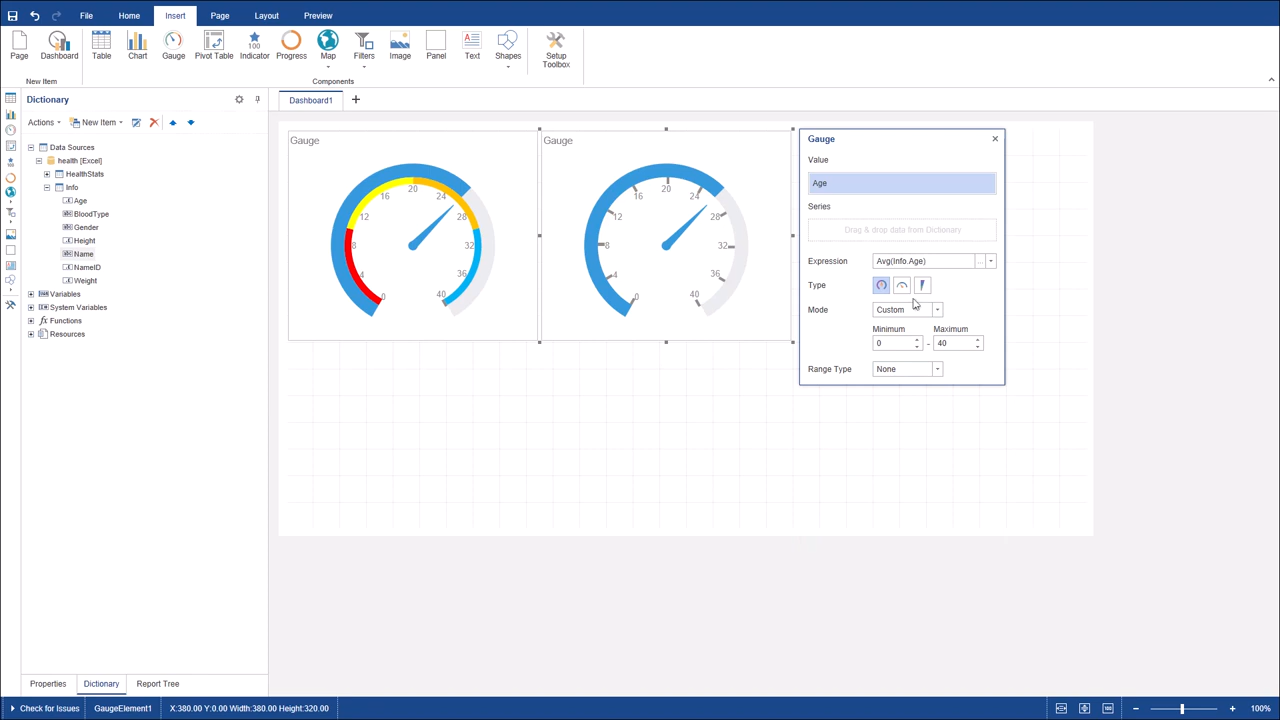 File Home Insert Page Layout Preview
Page Dashboard Table Chart Gauge Pivot Table 100 Indicator Progress Map Filters Image Panel Text Shapes Setup
Toolbox
New Item Components
Dictionary
Dashboard1
Actions New Item
Data Sources
health [Excel]
HealthStats
Info
Age
BloodType
Gender
Height
Name
NameID
Weight
Variables
System Variables
fx Functions
Resources
Gauge
0
4
8
12
16
20
24
28
32
36
40
Gauge
0
4
8
12
16
20
24
28
32
36
40
Gauge
Value
Age
Series
Drag & drop data from Dictionary
Expression Avg(Info.Age) ...
Type
Mode Custom
Minimum Maximum
0 - 40
Range Type None
Properties Dictionary Report Tree
Check for Issues GaugeElement1 X:380.00 Y:0.00 Width:380.00 Height:320.00 100 100%